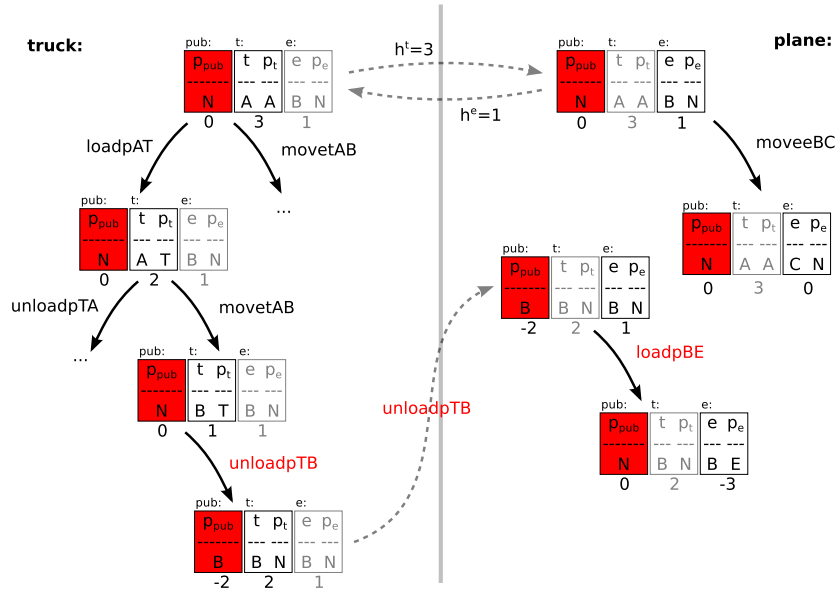 truck:
plane:
pub: t: e:
p_pub t p_t e p_e
--- --- --- --- ---
N A A B N
0 3 1
h^t=3
h^e=1
pub: t: e:
p_pub t p_t e p_e
--- --- --- --- ---
N A A B N
0 3 1
loadpAT
movetAB
...
moveeBC
pub: t: e:
p_pub t p_t e p_e
--- --- --- --- ---
N A T B N
0 2 1
pub: t: e:
p_pub t p_t e p_e
--- --- --- --- ---
N A A C N
0 3 0
unloadpTA
movetAB
...
pub: t: e:
p_pub t p_t e p_e
--- --- --- --- ---
B B N B N
-2 2 1
loadpBE
pub: t: e:
p_pub t p_t e p_e
--- --- --- --- ---
N B T B N
0 1 1
unloadpTB
unloadpTB
pub: t: e:
p_pub t p_t e p_e
--- --- --- --- ---
N B N B E
0 2 -3
pub: t: e:
p_pub t p_t e p_e
--- --- --- --- ---
B B N B N
-2 2 1